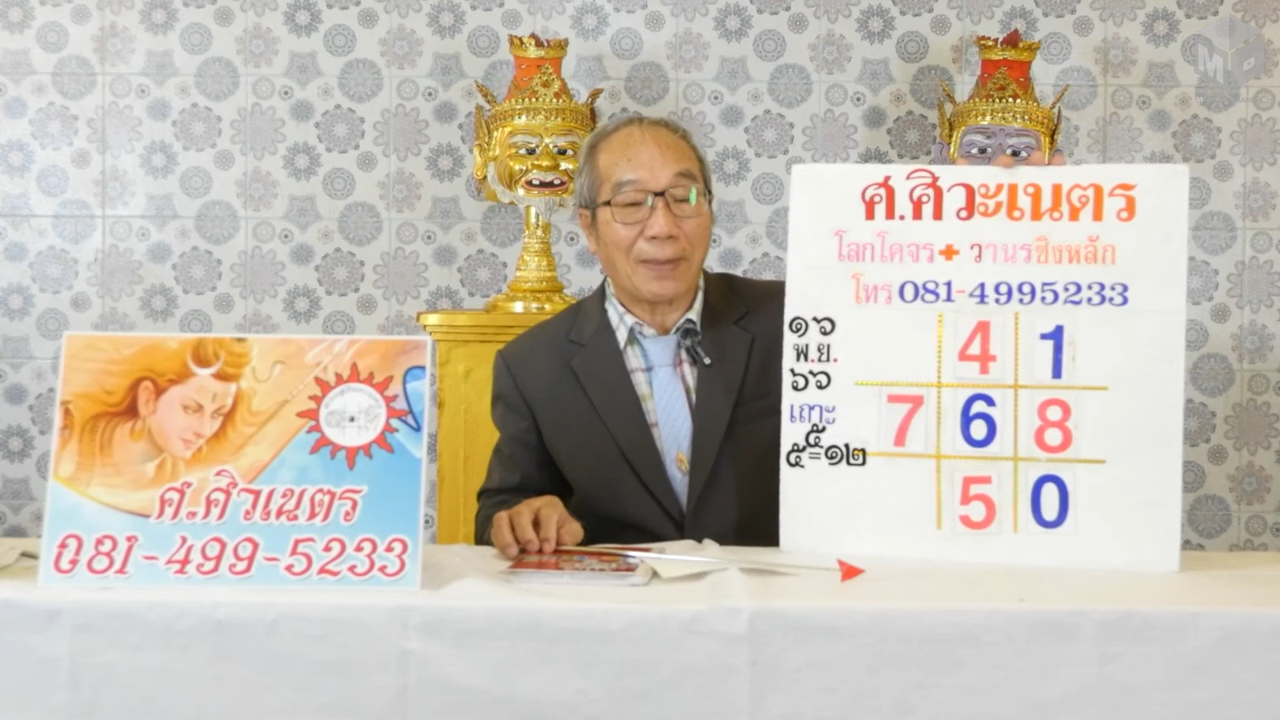 ศ.ศิวเนตร
081-499-5233
ศ.ศิวะเนตร
โลกโคจร+ วานรชิงหลัก
โทร 081-4995233
๑๖
พ.ย.
๖๖
เถาะ
๕
๕=๑๒
4 1
7 6 8
5 0